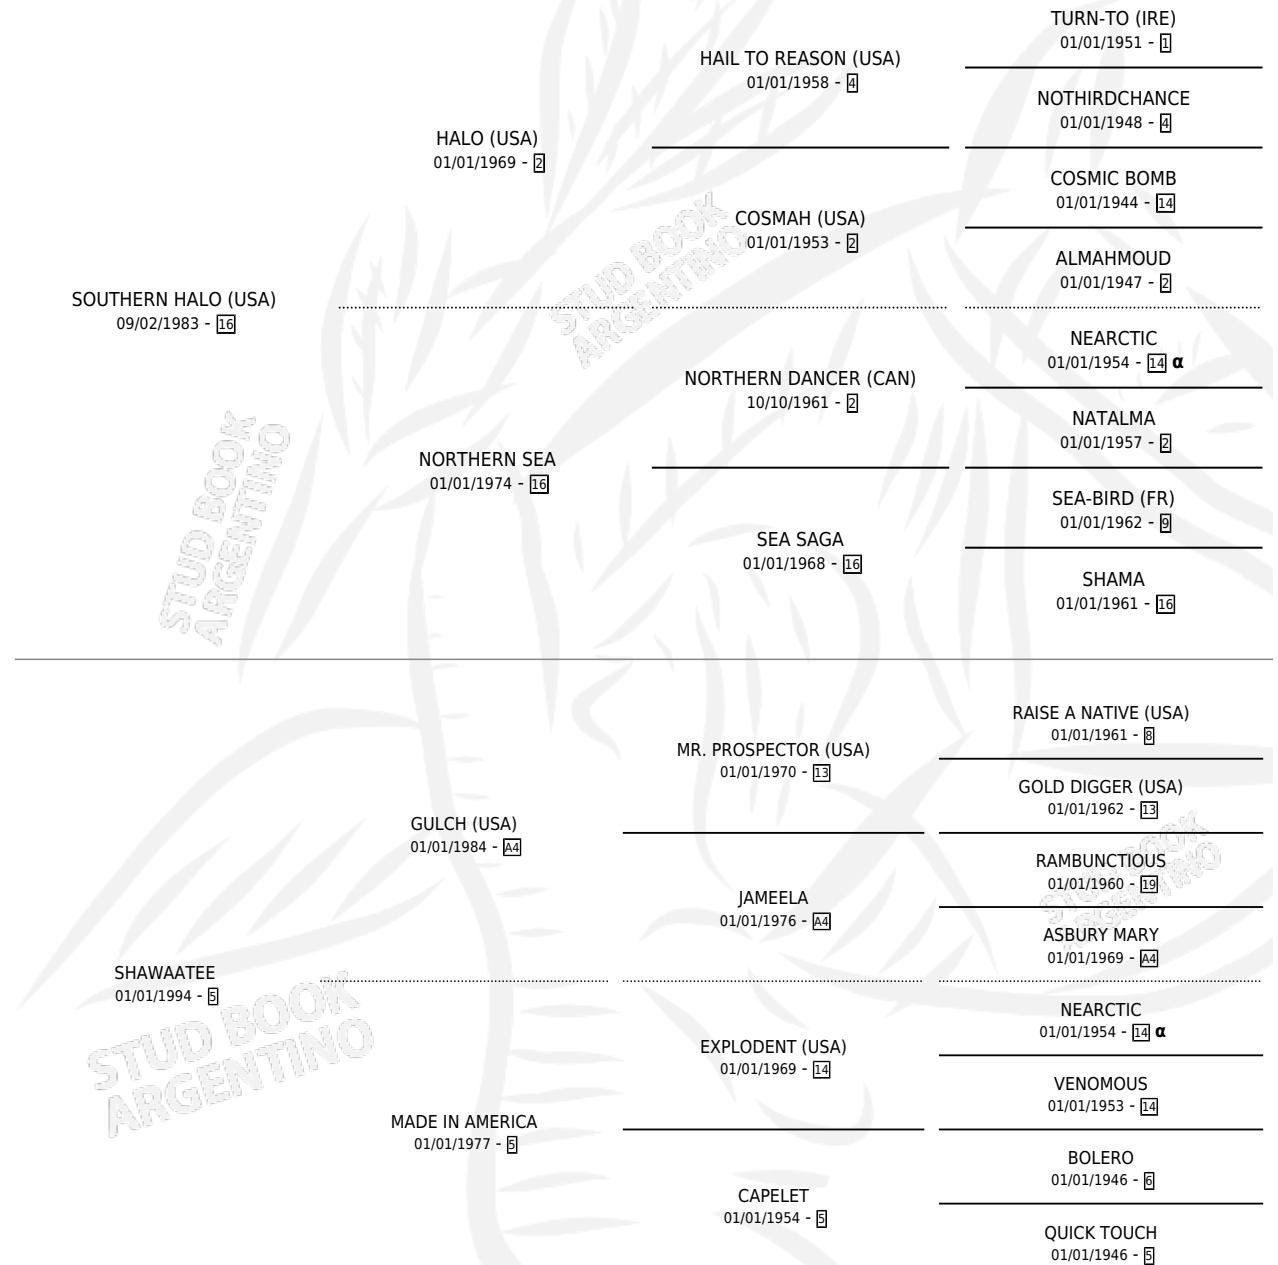 TURN-TO (IRE)
01/01/1951 - 1
HAIL TO REASON (USA)
01/01/1958 - 4
NOTHIRDCHANCE
01/01/1948 - 4
HALO (USA)
01/01/1969 - 2
COSMIC BOMB
01/01/1944 - 14
COSMAH (USA)
01/01/1953 - 2
ALMAHMOUD
01/01/1947 - 2
SOUTHERN HALO (USA)
09/02/1983 - 16
NEARCTIC
01/01/1954 - 14 α
NORTHERN DANCER (CAN)
10/10/1961 - 2
NATALMA
01/01/1957 - 2
NORTHERN SEA
01/01/1974 - 16
SEA-BIRD (FR)
01/01/1962 - 9
SEA SAGA
01/01/1968 - 16
SHAMA
01/01/1961 - 16
RAISE A NATIVE (USA)
01/01/1961 - 8
MR. PROSPECTOR (USA)
01/01/1970 - 13
GOLD DIGGER (USA)
01/01/1962 - 13
GULCH (USA)
01/01/1984 - A4
RAMBUNCTIOUS
01/01/1960 - 19
JAMEELA
01/01/1976 - A4
ASBURY MARY
01/01/1969 - A4
SHAWAATEE
01/01/1994 - 5
NEARCTIC
01/01/1954 - 14 α
EXPLODENT (USA)
01/01/1969 - 14
VENOMOUS
01/01/1953 - 14
MADE IN AMERICA
01/01/1977 - 5
BOLERO
01/01/1946 - 6
CAPELET
01/01/1954 - 5
QUICK TOUCH
01/01/1946 - 5
STUD BOOK
ARGENTINO
STUD BOOK
ARGENTINO
STUD BOOK
ARGENTINO
STUD BOOK
ARGENTINO